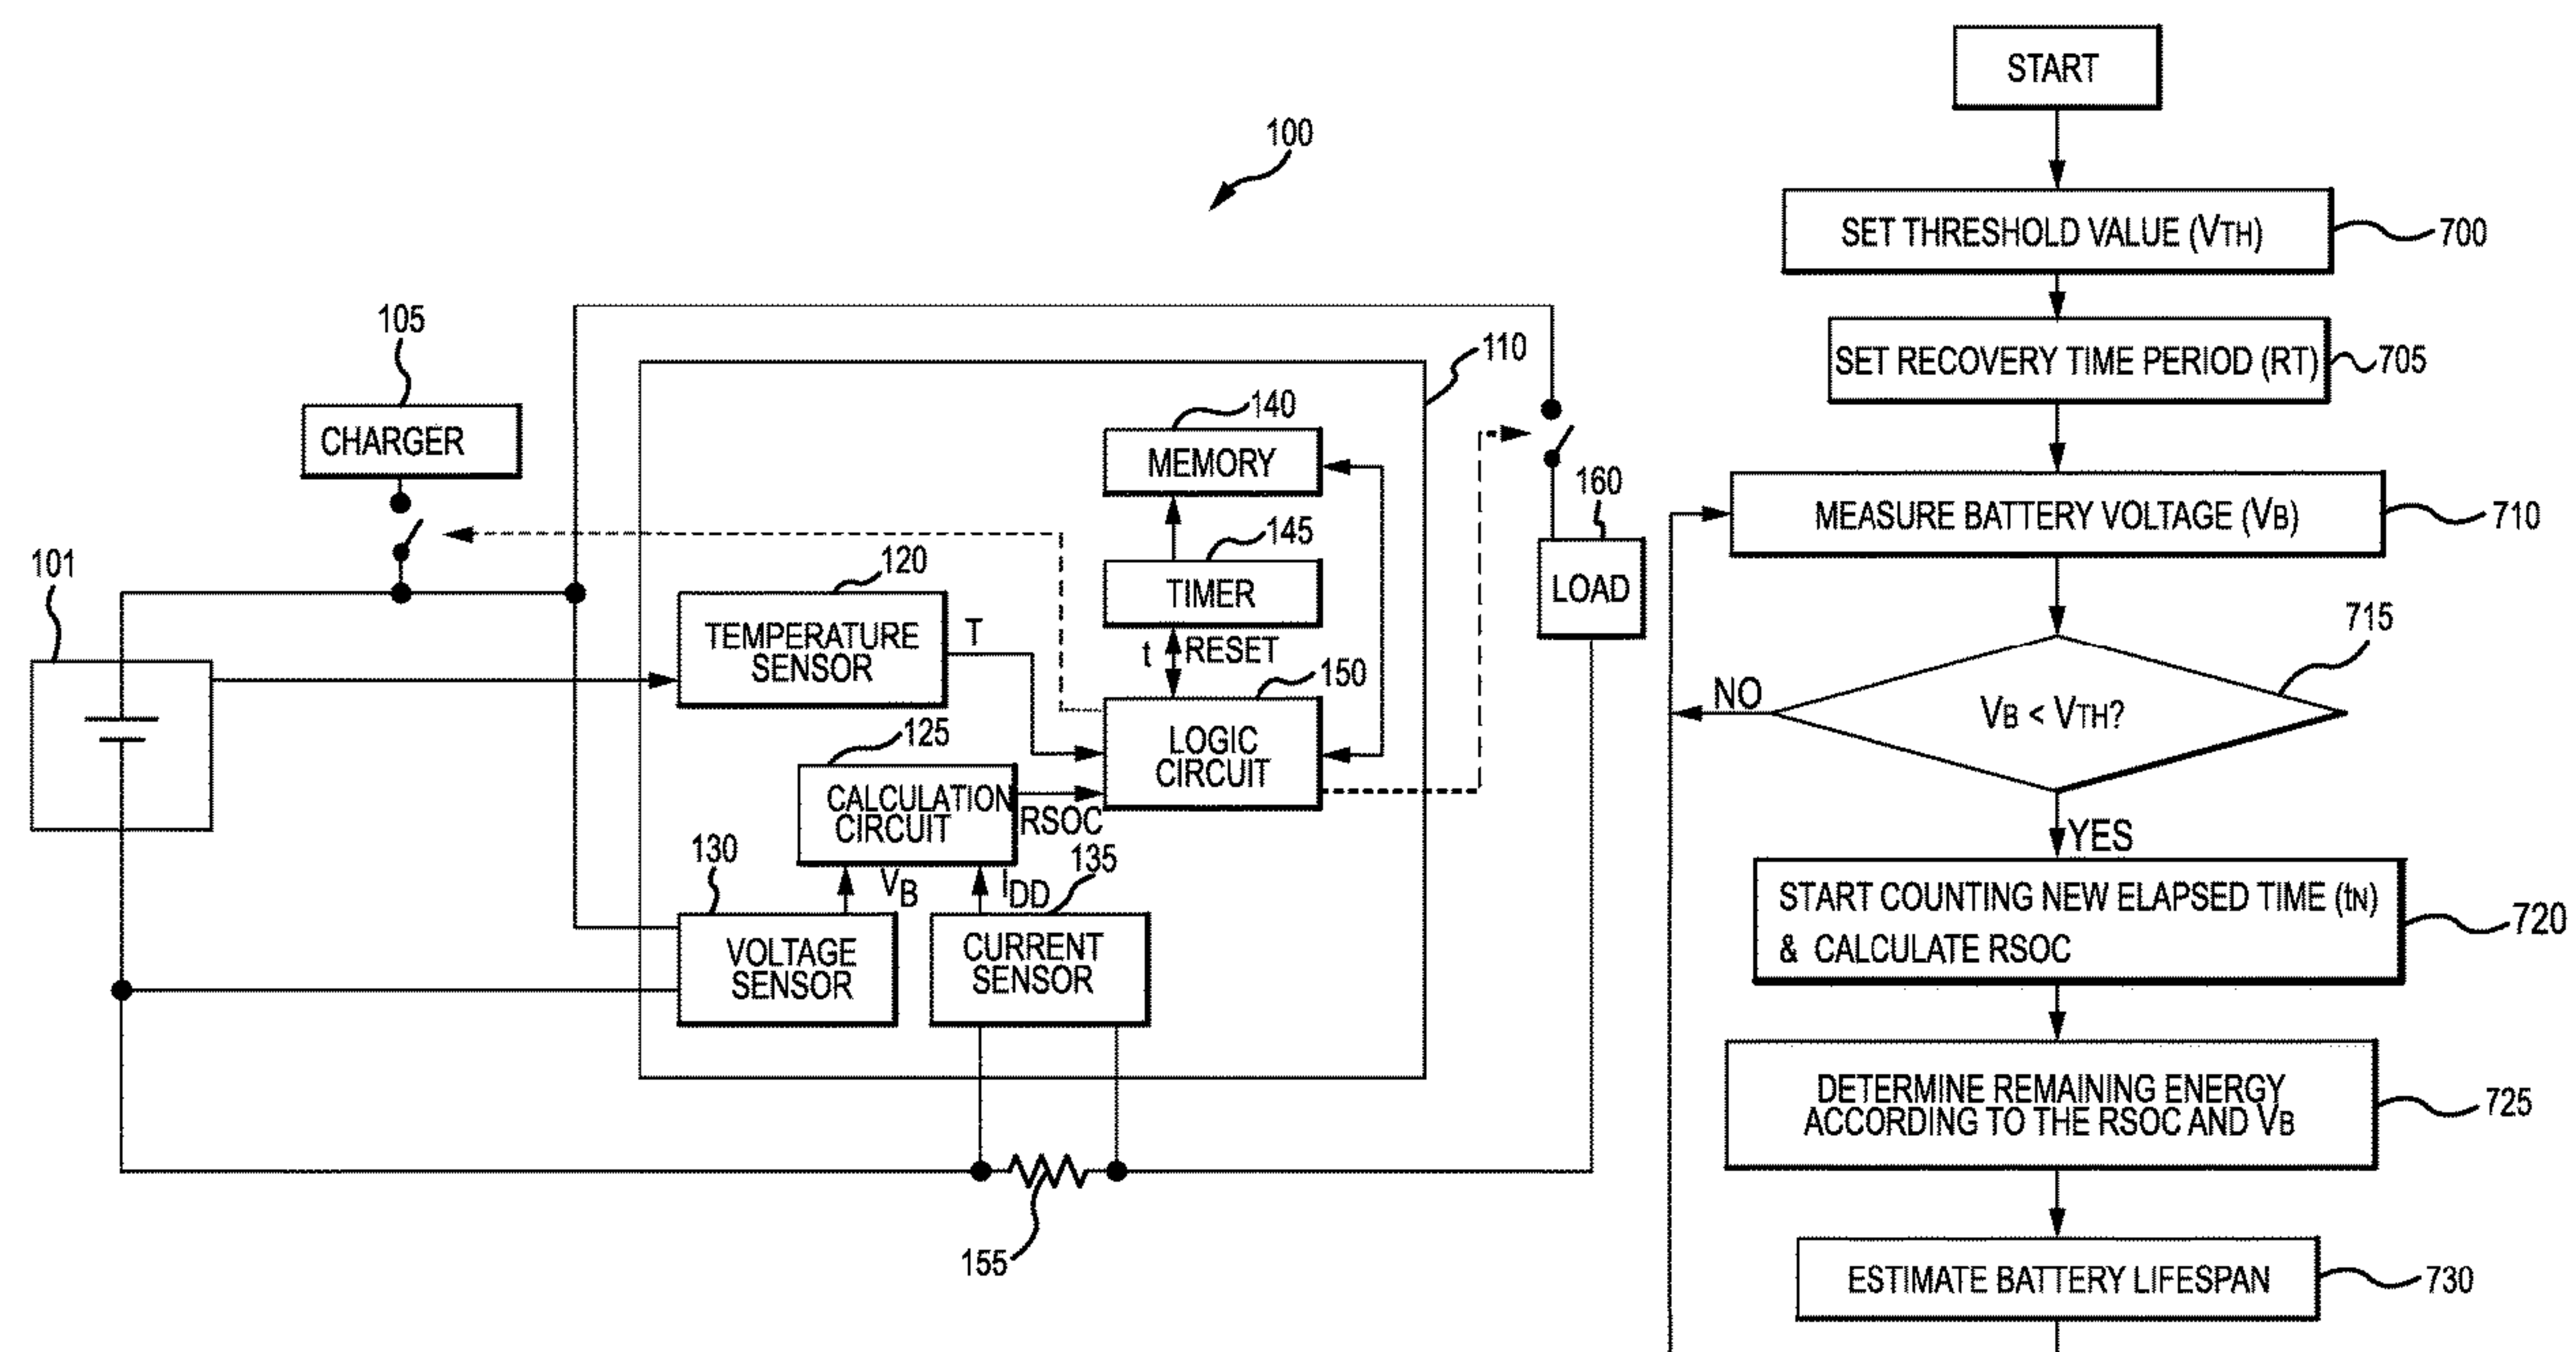 100
105
CHARGER
101
110
140
MEMORY
145
TIMER
t
RESET
120
TEMPERATURE
SENSOR
T
150
LOGIC
CIRCUIT
125
CALCULATION
CIRCUIT
RSOC
VB
IDD
130
VOLTAGE
SENSOR
135
CURRENT
SENSOR
155
160
LOAD
START
SET THRESHOLD VALUE (VTH)
700
SET RECOVERY TIME PERIOD (RT)
705
MEASURE BATTERY VOLTAGE (VB)
710
715
VB < VTH?
NO
YES
START COUNTING NEW ELAPSED TIME (tN)
& CALCULATE RSOC
720
DETERMINE REMAINING ENERGY
ACCORDING TO THE RSOC AND VB
725
ESTIMATE BATTERY LIFESPAN
730